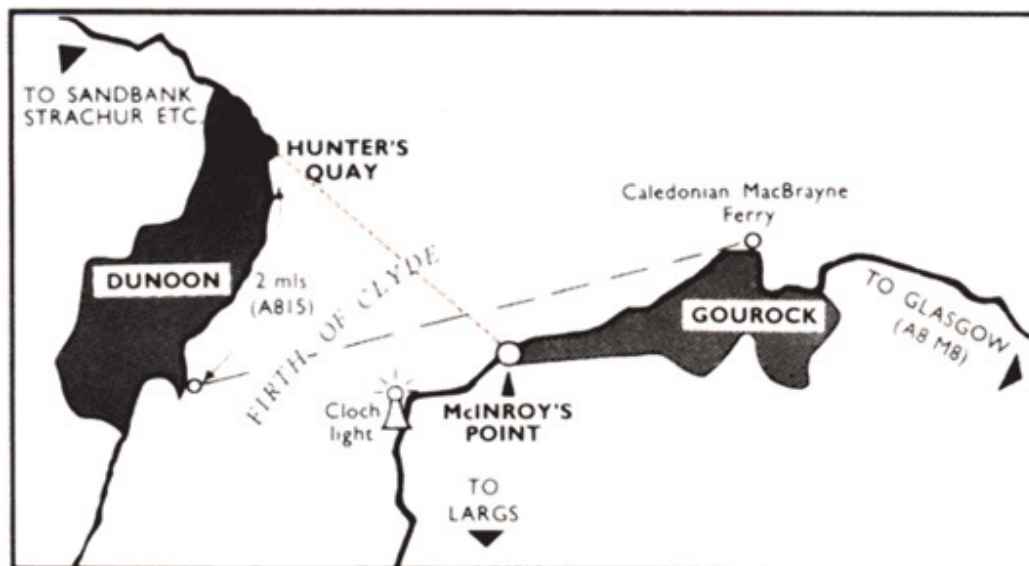 TO SANDBANK
STRACHUR ETC.
HUNTER'S
QUAY
Caledonian MacBrayne
Ferry
DUNOON
2 mls
(A815)
FIRTH OF CLYDE
GOUROCK
TO GLASGOW
(A8 M8)
Cloch
light
McINROY'S
POINT
TO
LARGS